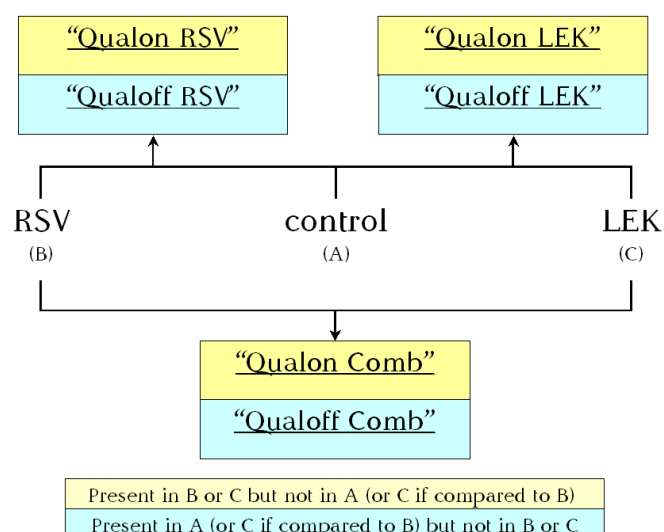 “Qualon RSV”
“Qualoff RSV”
“Qualon LEK”
“Qualoff LEK”
RSV
(B)
control
(A)
LEK
(C)
“Qualon Comb”
“Qualoff Comb”
Present in B or C but not in A (or C if compared to B)
Present in A (or C if compared to B) but not in B or C